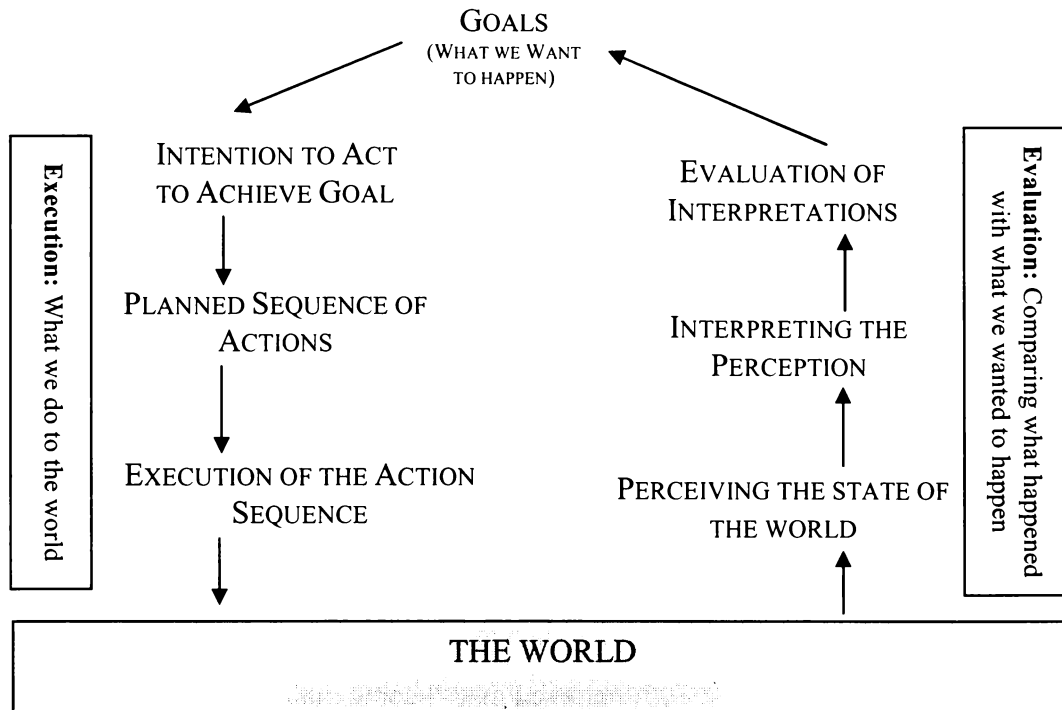 GOALS
(WHAT WE WANT
TO HAPPEN)
INTENTION TO ACT
TO ACHIEVE GOAL
PLANNED SEQUENCE OF
ACTIONS
EXECUTION OF THE ACTION
SEQUENCE
Execution: What we do to the world
EVALUATION OF
INTERPRETATIONS
INTERPRETING THE
PERCEPTION
PERCEIVING THE STATE OF
THE WORLD
Evaluation: Comparing what happened
with what we wanted to happen
THE WORLD